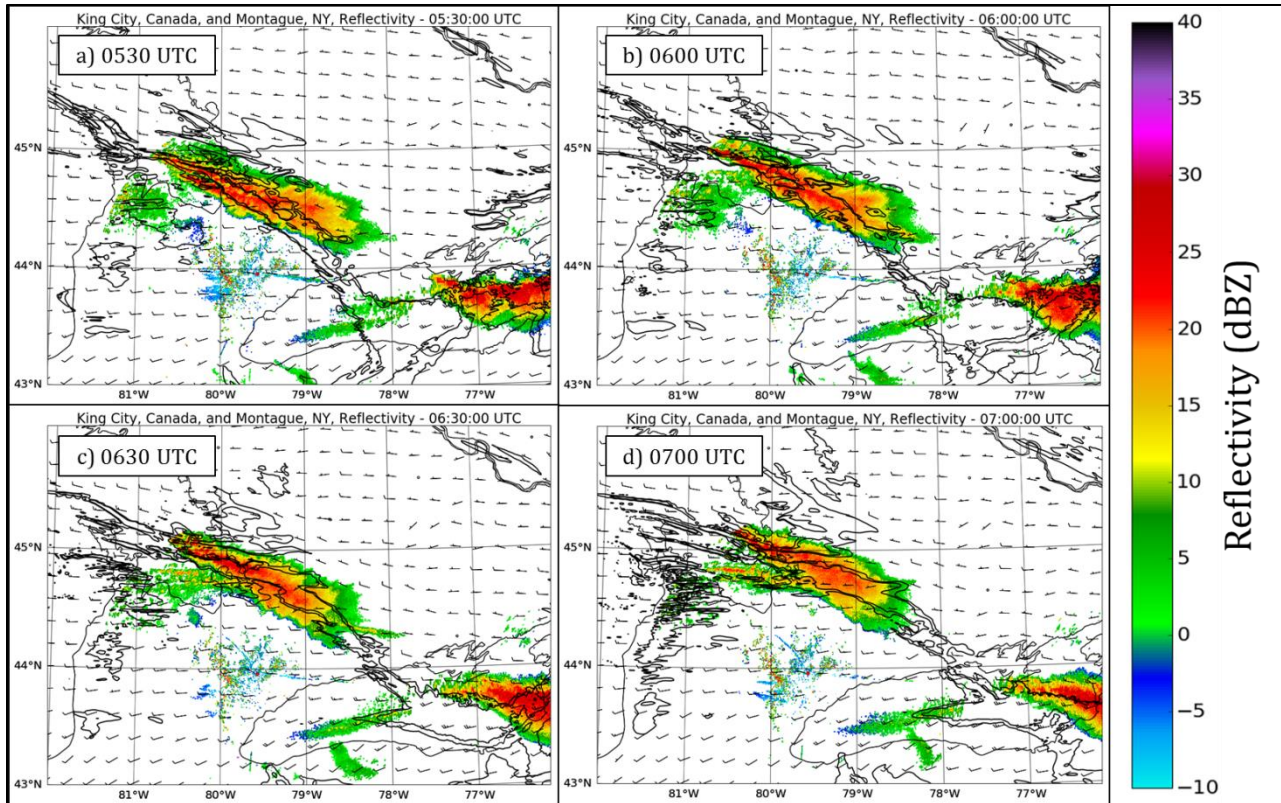 King City, Canada, and Montague, NY, Reflectivity - 05:30:00 UTC
a) 0530 UTC
45°N
44°N
43°N
81°W
80°W
79°W
78°W
77°W
King City, Canada, and Montague, NY, Reflectivity - 06:00:00 UTC
b) 0600 UTC
45°N
44°N
43°N
81°W
80°W
79°W
78°W
77°W
King City, Canada, and Montague, NY, Reflectivity - 06:30:00 UTC
c) 0630 UTC
45°N
44°N
43°N
81°W
80°W
79°W
78°W
77°W
King City, Canada, and Montague, NY, Reflectivity - 07:00:00 UTC
d) 0700 UTC
45°N
44°N
43°N
81°W
80°W
79°W
78°W
77°W
40
35
30
25
20
15
10
5
0
−5
−10
Reflectivity (dBZ)